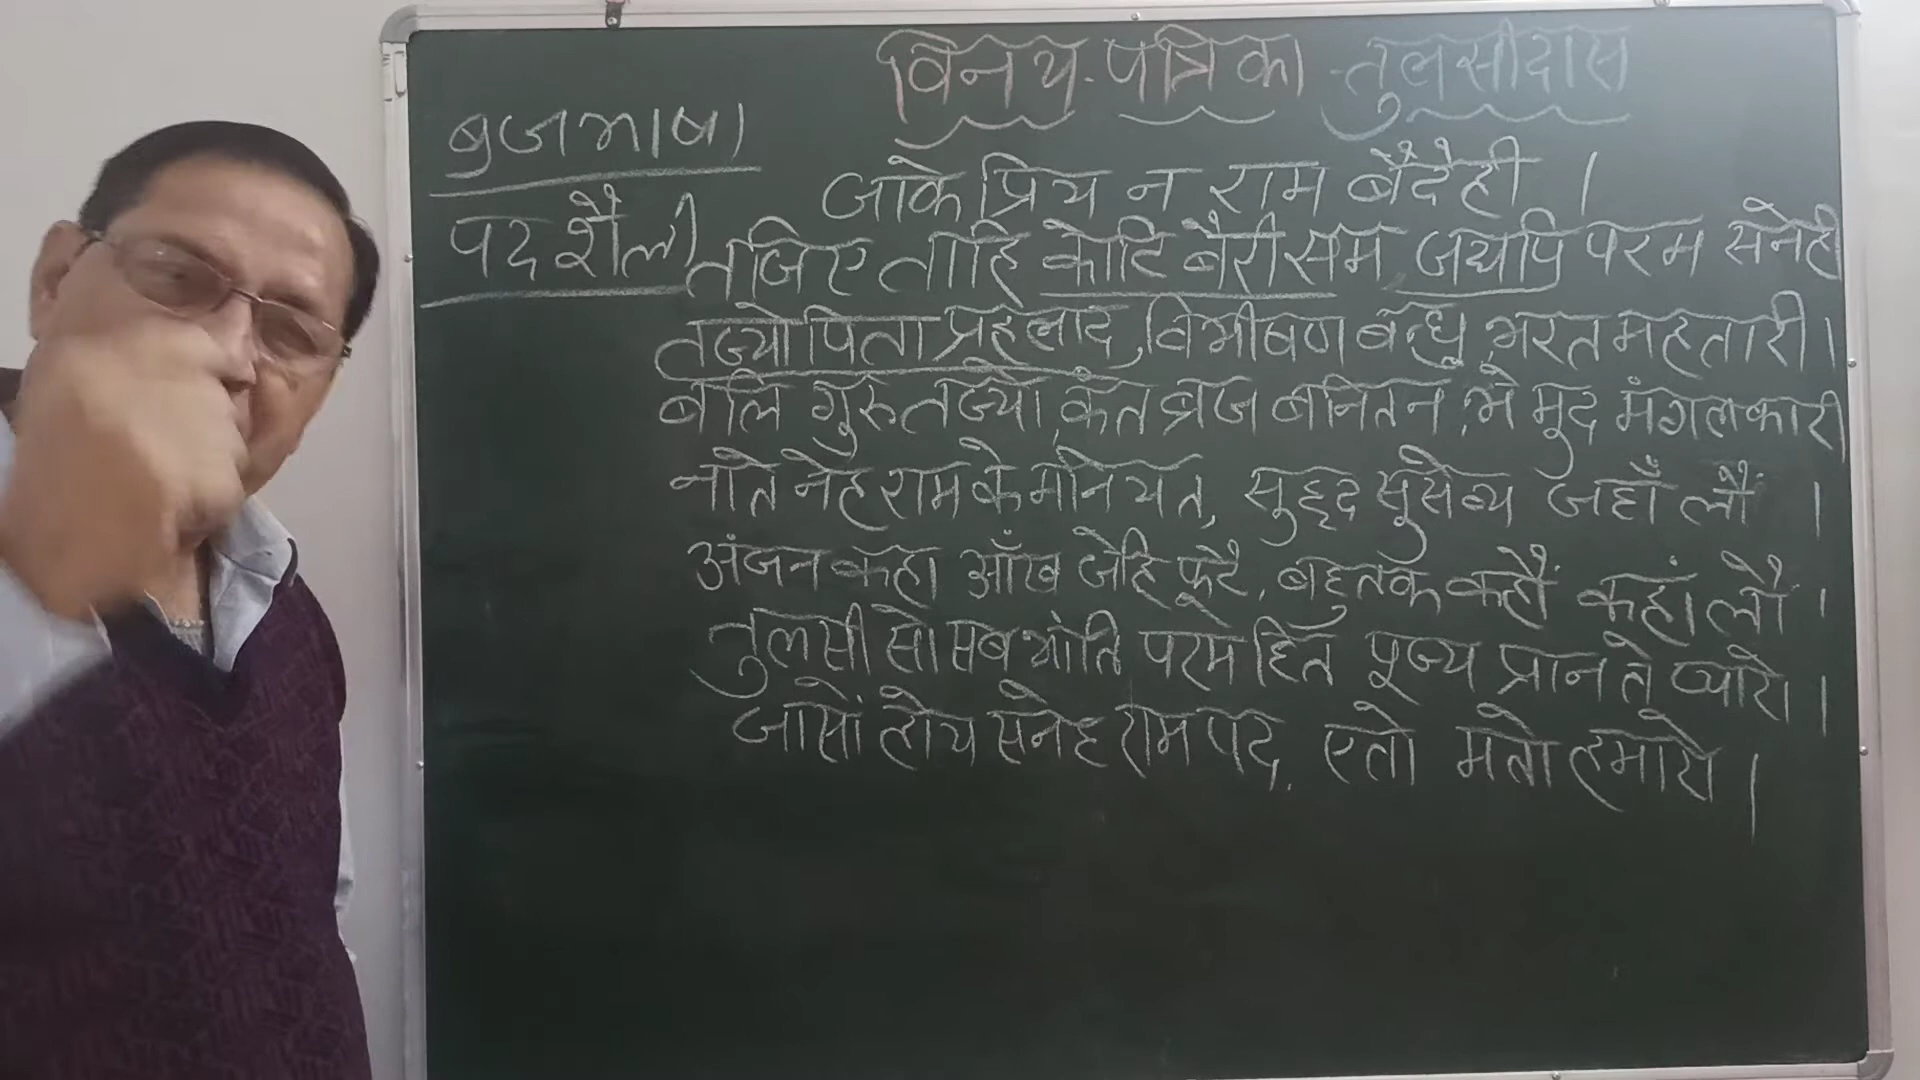 विनय-पत्रिका - तुलसीदास
ब्रजभाषा
पद शैली
जाके प्रिय न राम बैदेही ।
तजिए ताहि कोटि बैरी सम जद्यपि परम सनेही
तज्यो पिता प्रहलाद, विभीषण बन्धु, भरत महतारी ।
बलि गुरु तज्यो, कंत ब्रज बनितन, भे मुद मंगलकारी
नाते नेह राम के मनियत, सुहृद सुसेव्य जहाँ लौं ।
अंजन कहा आँख जेहि फूटै, बहुतक कहौं कहां लौं ।
तुलसी सो सब भांति परम हित पूज्य प्रान ते प्यारो ।
जासों होय सनेह राम पद, एतो मतो हमारो ।